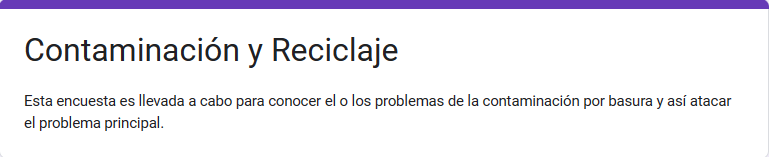 Contaminación y Reciclaje
Esta encuesta es llevada a cabo para conocer el o los problemas de la contaminación por basura y así atacar
el problema principal.